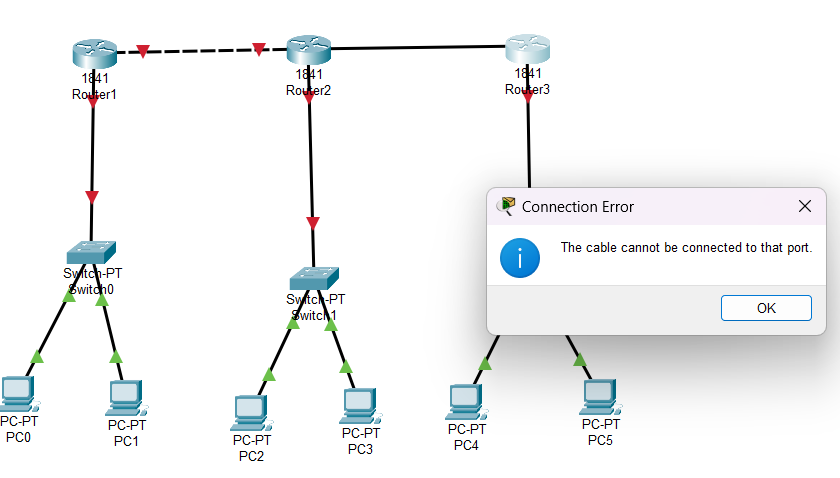 1841
Router1
1841
Router2
1841
Router3
Connection Error
The cable cannot be connected to that port.
OK
Switch-PT
Switch0
Switch-PT
Switch1
PC-PT
PC0
PC-PT
PC1
PC-PT
PC2
PC-PT
PC3
PC-PT
PC4
PC-PT
PC5